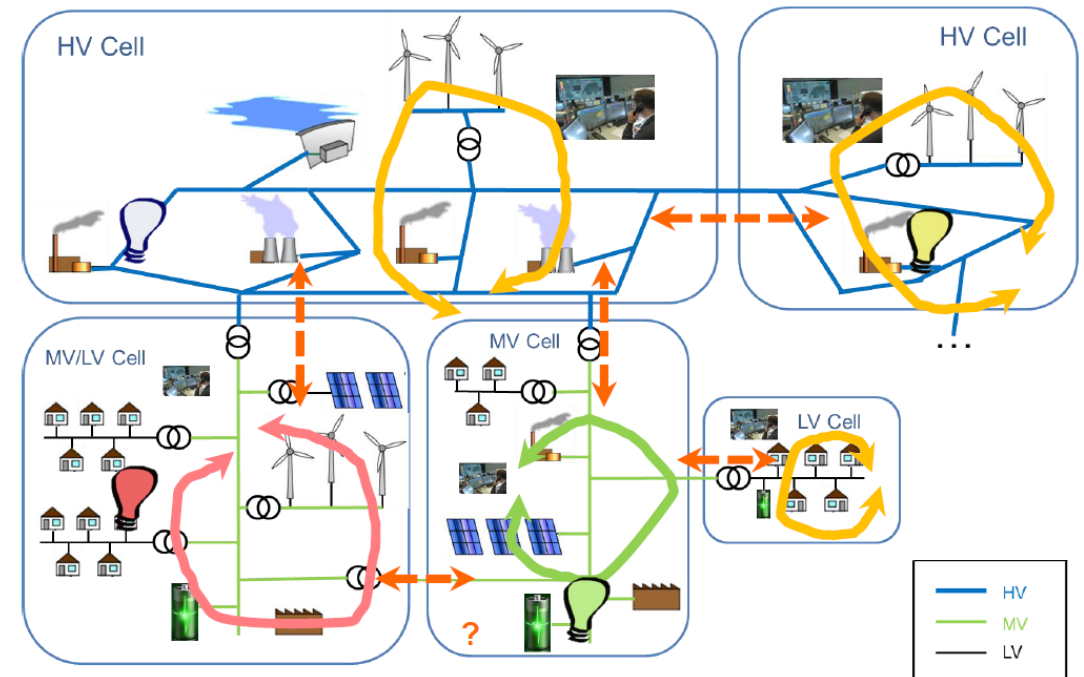 HV Cell
HV Cell
...
MV/LV Cell
MV Cell
LV Cell
?
HV
MV
LV